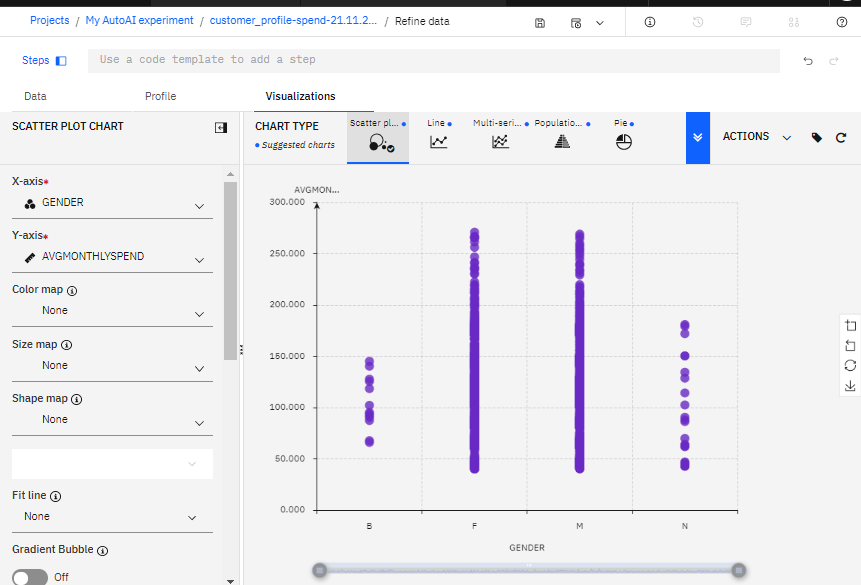 Projects / My AutoAI experiment / customer_profile-spend-21.11.2... / Refine data
Steps
Use a code template to add a step
Data Profile Visualizations
SCATTER PLOT CHART
CHART TYPE
Suggested charts
Scatter pl...
Line
Multi-seri...
Populatio...
Pie
ACTIONS
X-axis*
GENDER
Y-axis*
AVGMONTHLYSPEND
Color map
None
Size map
None
Shape map
None
Fit line
None
Gradient Bubble
Off
AVGMON...
300.000
250.000
200.000
150.000
100.000
50.000
0.000
B F M N
GENDER